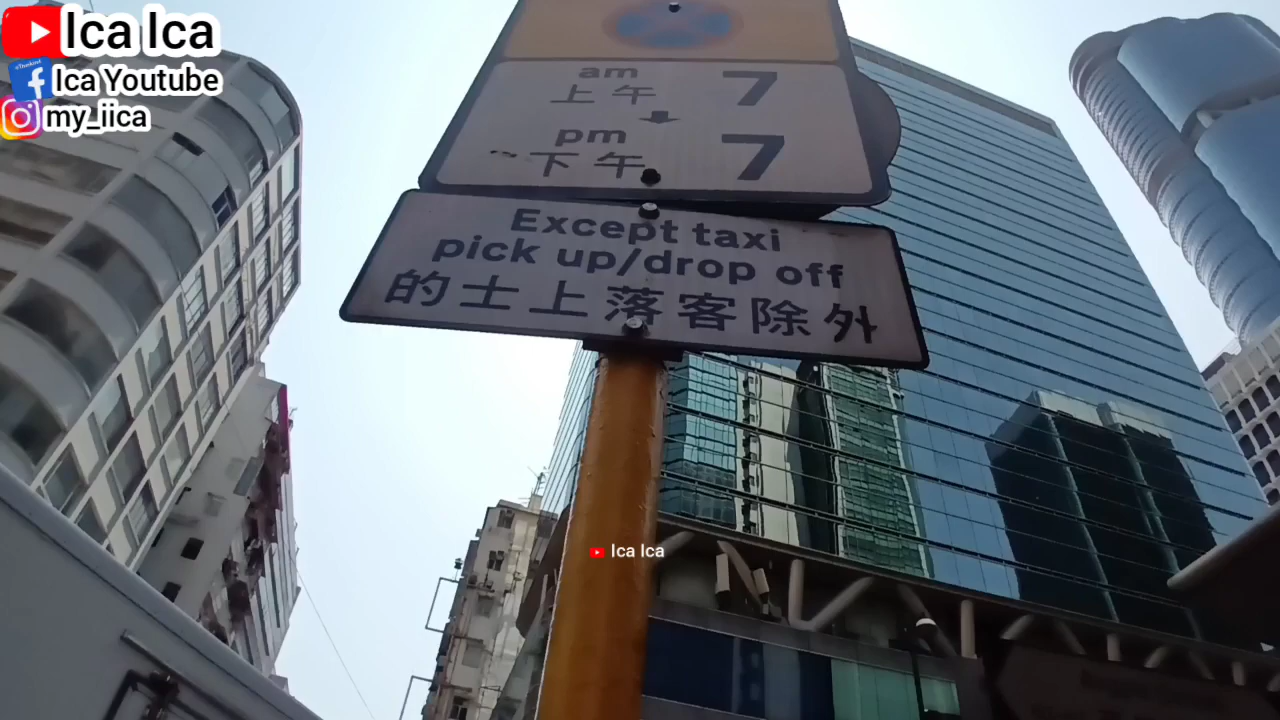 Ica Ica
Ica Youtube
my_iica
am
上午 7
pm
下午 7
Except taxi
pick up/drop off
的士上落客除外
Ica Ica